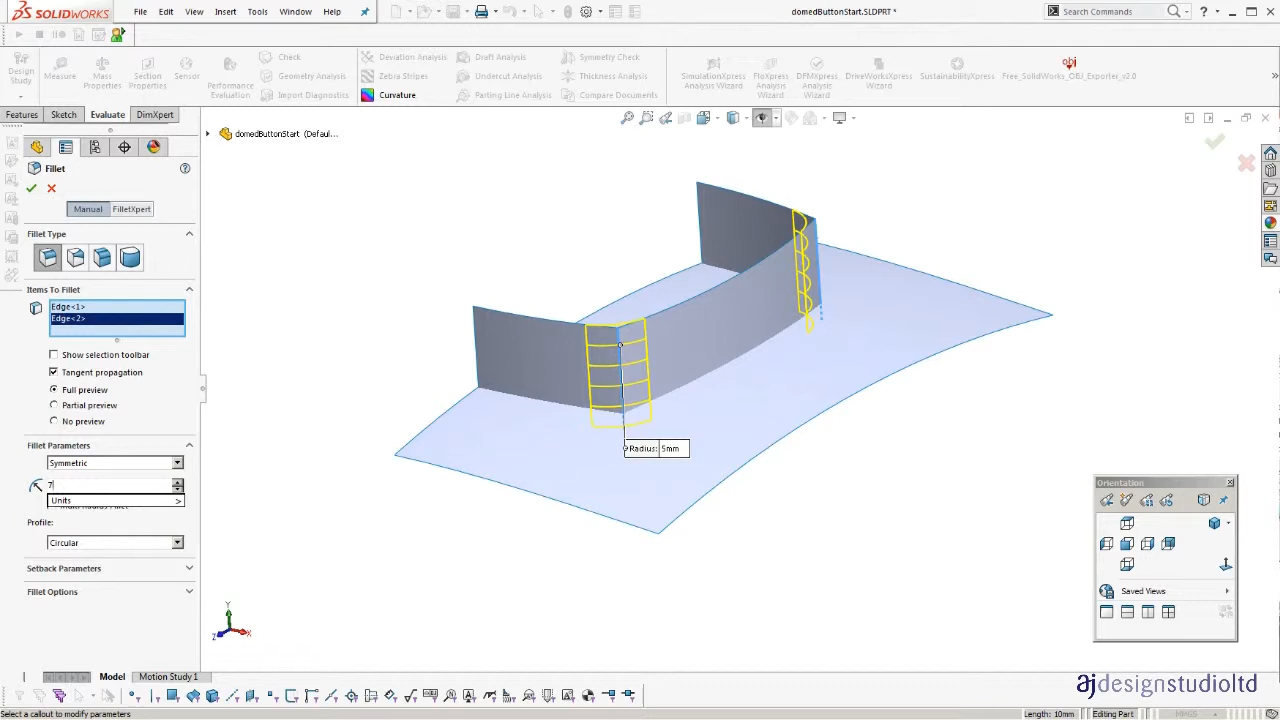 SOLIDWORKS
File Edit View Insert Tools Window Help
domedButtonStart.SLDPRT *
Search Commands
Design Study
Measure
Mass Properties
Section Properties
Sensor
Performance Evaluation
Check
Geometry Analysis
Import Diagnostics
Deviation Analysis
Zebra Stripes
Curvature
Draft Analysis
Undercut Analysis
Parting Line Analysis
Symmetry Check
Thickness Analysis
Compare Documents
SimulationXpress Analysis Wizard
FloXpress Analysis Wizard
DFMXpress Analysis Wizard
DriveWorksXpress Wizard
SustainabilityXpress
obj
Free_SolidWorks_OBJ_Exporter_v2.0
Features Sketch Evaluate DimXpert
domedButtonStart (Defaul...
Fillet
Manual FilletXpert
Fillet Type
Items To Fillet
Edge<1>
Edge<2>
Show selection toolbar
Tangent propagation
Full preview
Partial preview
No preview
Fillet Parameters
Symmetric
7
Units >
Profile:
Circular
Setback Parameters
Fillet Options
Radius: 5mm
Orientation
Saved Views
Y
Z
X
Model Motion Study 1
ajdesignstudioltd
Select a callout to modify parameters
Length: 10mm Editing Part MMGS